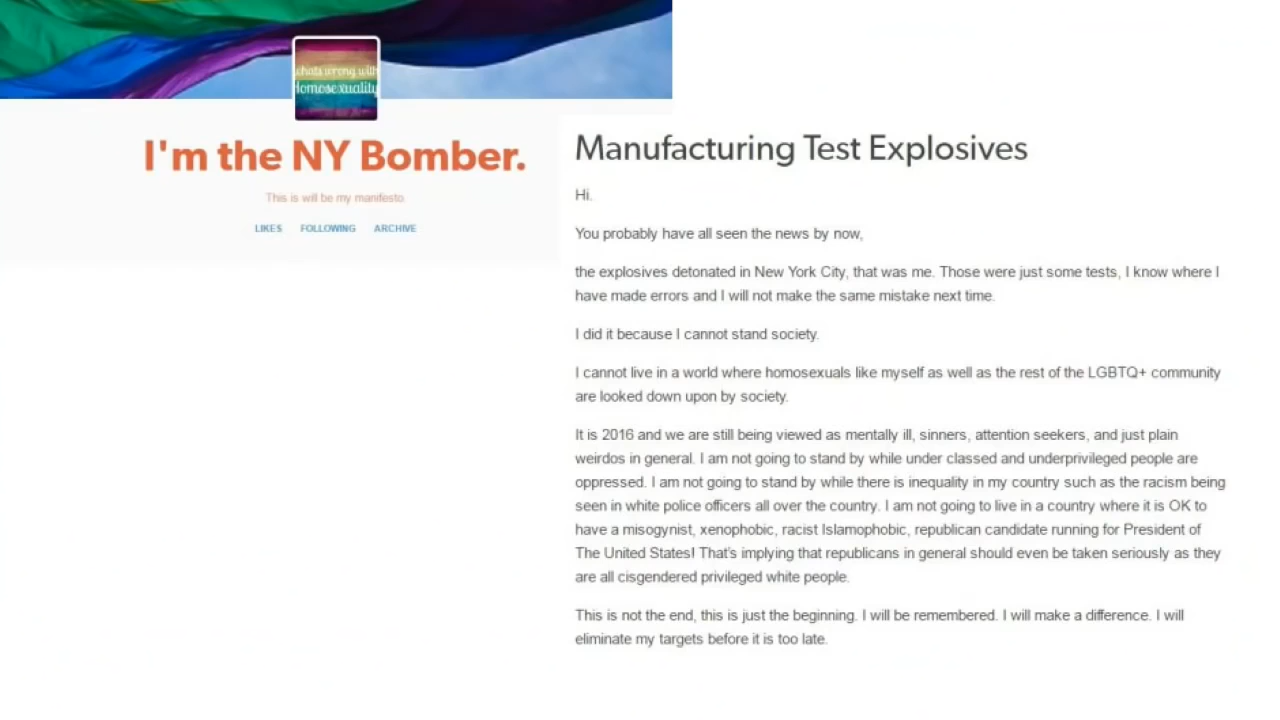 whats wrong with
Homosexuality
I'm the NY Bomber.
This is will be my manifesto.
LIKES FOLLOWING ARCHIVE
Manufacturing Test Explosives
Hi.
You probably have all seen the news by now,
the explosives detonated in New York City, that was me. Those were just some tests, I know where I
have made errors and I will not make the same mistake next time.
I did it because I cannot stand society.
I cannot live in a world where homosexuals like myself as well as the rest of the LGBTQ+ community
are looked down upon by society.
It is 2016 and we are still being viewed as mentally ill, sinners, attention seekers, and just plain
weirdos in general. I am not going to stand by while under classed and underprivileged people are
oppressed. I am not going to stand by while there is inequality in my country such as the racism being
seen in white police officers all over the country. I am not going to live in a country where it is OK to
have a misogynist, xenophobic, racist Islamophobic, republican candidate running for President of
The United States! That's implying that republicans in general should even be taken seriously as they
are all cisgendered privileged white people.
This is not the end, this is just the beginning. I will be remembered. I will make a difference. I will
eliminate my targets before it is too late.